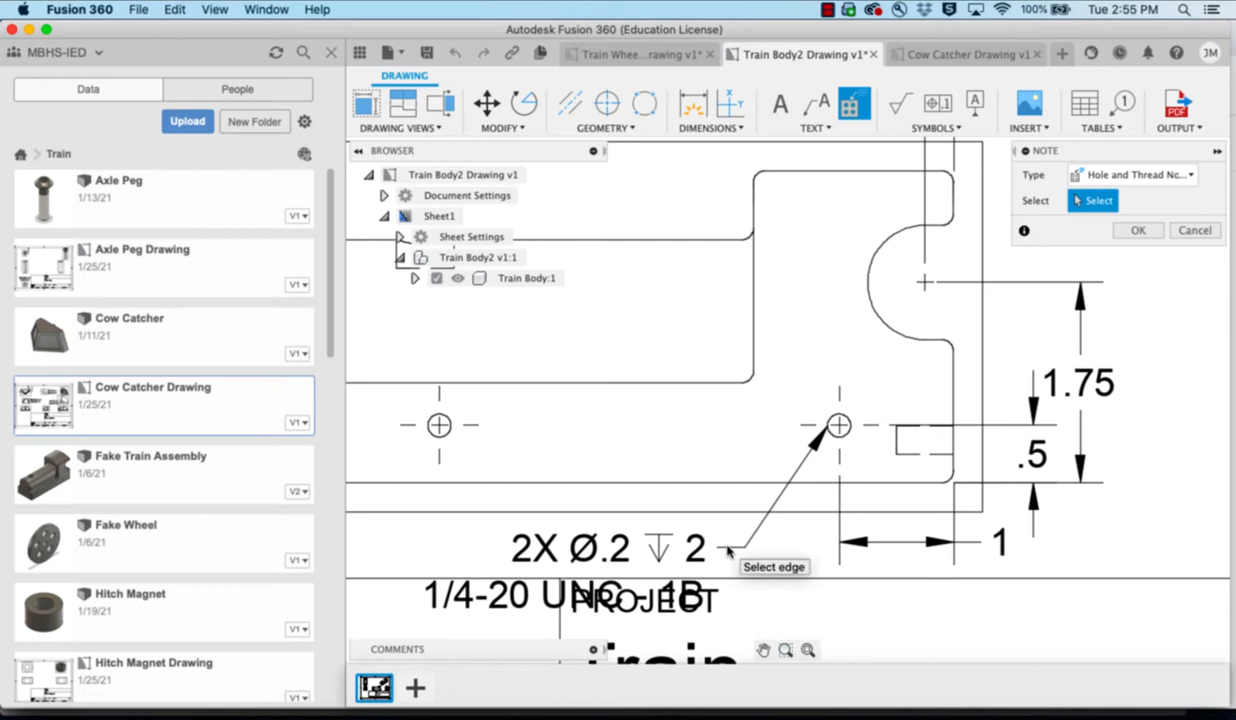 Fusion 360 File Edit View Window Help 100% Tue 2:55 PM
Autodesk Fusion 360 (Education License)
MBHS-IED
Train Whee...rawing v1* Train Body2 Drawing v1* Cow Catcher Drawing v1 JM
DRAWING
Data People
Upload New Folder
DRAWING VIEWS MODIFY GEOMETRY DIMENSIONS TEXT SYMBOLS INSERT TABLES OUTPUT
PDF
Train
BROWSER
NOTE
Type Hole and Thread No...
Select Select
OK Cancel
Train Body2 Drawing v1
Document Settings
Sheet1
Sheet Settings
Train Body2 v1:1
Train Body:1
Axle Peg
1/13/21
V1
Axle Peg Drawing
1/25/21
V1
Cow Catcher
1/11/21
V1
Cow Catcher Drawing
1/25/21
V1
Fake Train Assembly
1/6/21
V2
Fake Wheel
1/6/21
V1
Hitch Magnet
1/19/21
V1
Hitch Magnet Drawing
1/25/21
V1
1.75
.5
1
2X Ø.2 ↧ 2
Select edge
1/4-20 UNC - 1B
PROJECT
Train
COMMENTS